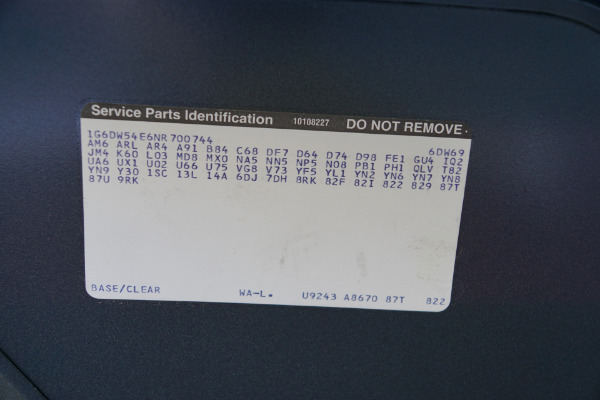 Service Parts Identification 10108227 DO NOT REMOVE
1G6DW54E6NR700744 6DW69
AM6 ARL AR4 A91 B84 C68 DF7 D64 D74 D98 FE1 GU4 IQ2
JM4 K60 L03 MD8 MX0 NA5 NN5 NP5 NO8 PB1 PH1 QLV T82
UA6 UX1 U02 U66 U75 VG8 V73 YF5 YL1 YN2 YN6 YN7 YN8
YN9 Y30 1SC 13L 14A 6DJ 7DH 8RK 82F 82I 822 829 87T
87U 9RK
BASE/CLEAR WA-L. U9243 A8670 87T 822